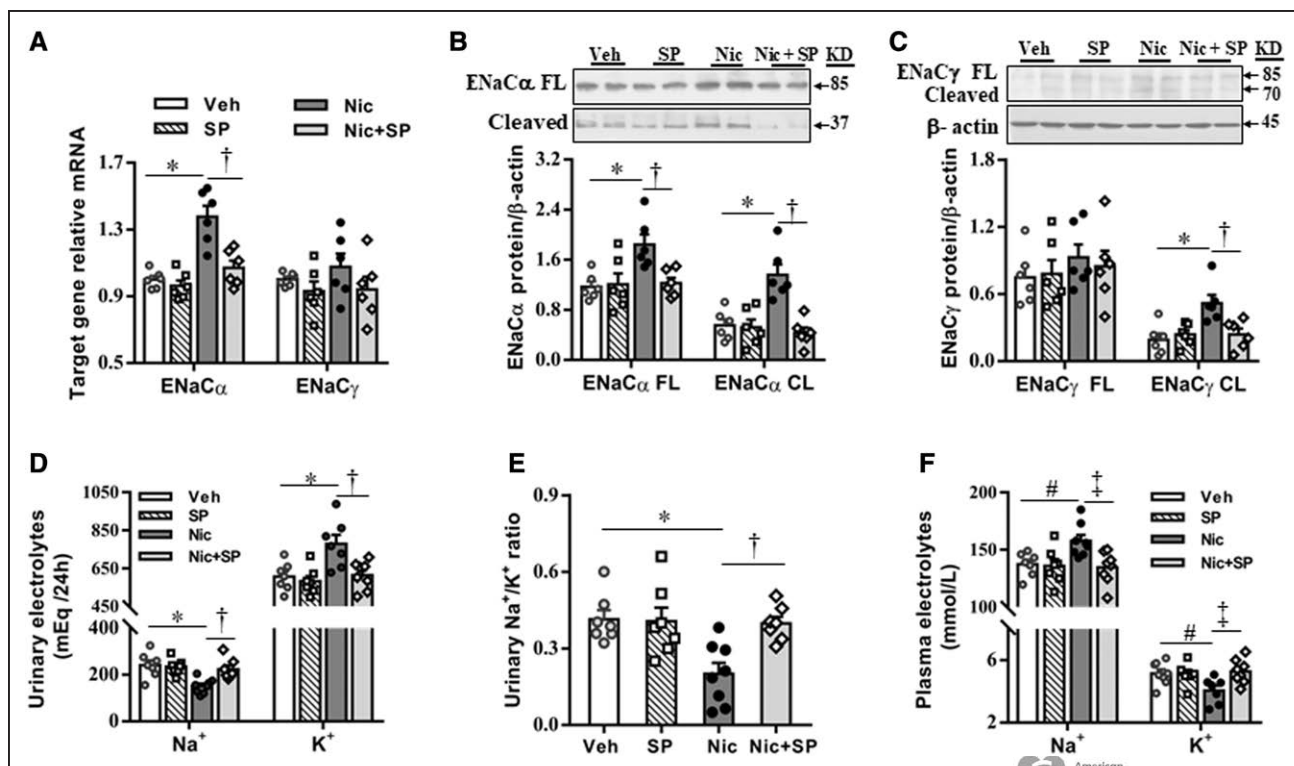 A
Veh
SP
Nic
Nic+SP
Target gene relative mRNA
1.7
1.3
0.9
0.5
*
†
ENaCα
ENaCγ
B
Veh SP Nic Nic + SP KD
ENaCα FL
←85
Cleaved
←37
ENaCα protein/β-actin
3.2
2.4
1.6
0.8
0.0
*
†
*
†
ENaCα FL
ENaCα CL
C
Veh SP Nic Nic + SP KD
ENaCγ FL
←85
Cleaved
←70
β- actin
←45
ENaCγ protein/β-actin
1.8
1.2
0.6
0.0
*
†
ENaCγ FL
ENaCγ CL
D
Urinary electrolytes
(mEq /24h)
1050
850
650
450
400
200
0
Veh
SP
Nic
Nic+SP
*
†
*
†
Na⁺
K⁺
E
Urinary Na⁺/K⁺ ratio
0.9
0.6
0.3
0.0
*
†
Veh
SP
Nic
Nic+SP
F
Plasma electrolytes
(mmol/L)
200
150
100
6
2
#
‡
#
‡
Veh
SP
Nic
Nic+SP
Na⁺
K⁺
American